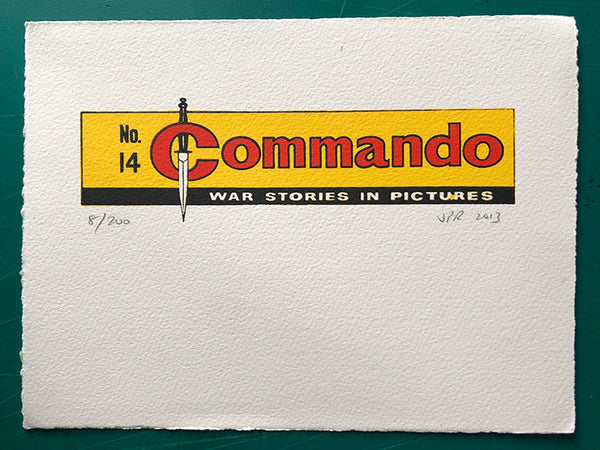 No.
14
Commando
WAR STORIES IN PICTURES
8/200
JPR 2013